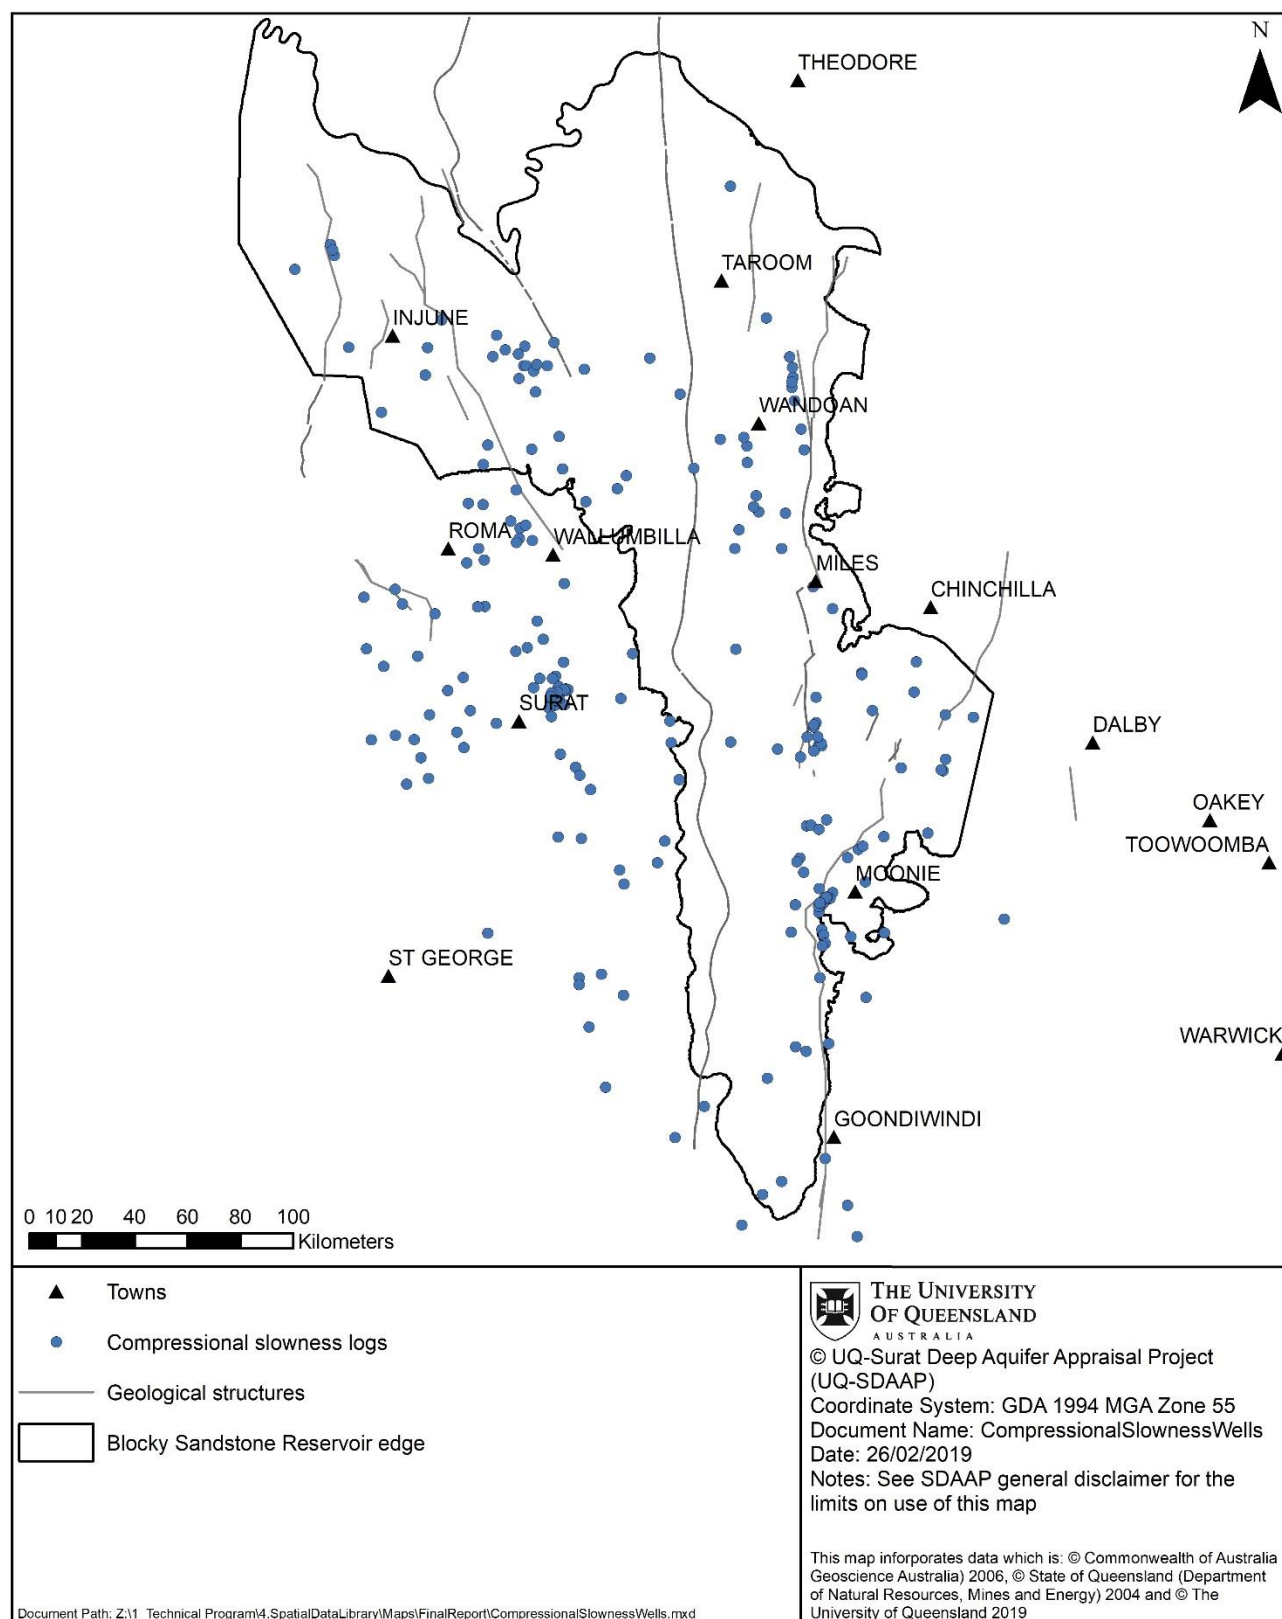 N
THEODORE
TAROOM
INJUNE
WANDOAN
ROMA
WALLUMBILLA
MILES
CHINCHILLA
SURAT
DALBY
OAKEY
TOOWOOMBA
MOONIE
ST GEORGE
WARWICK
GOONDIWINDI
0 10 20 40 60 80 100
Kilometers
Towns
Compressional slowness logs
Geological structures
Blocky Sandstone Reservoir edge
Document Path: Z:\1_Technical Program\4.SpatialDataLibrary\Maps\FinalReport\CompressionalSlownessWells.mxd
THE UNIVERSITY
OF QUEENSLAND
AUSTRALIA
© UQ-Surat Deep Aquifer Appraisal Project
(UQ-SDAAP)
Coordinate System: GDA 1994 MGA Zone 55
Document Name: CompressionalSlownessWells
Date: 26/02/2019
Notes: See SDAAP general disclaimer for the
limits on use of this map
This map inforporates data which is: © Commonwealth of Australia
Geoscience Australia) 2006, © State of Queensland (Department
of Natural Resources, Mines and Energy) 2004 and © The
University of Queensland 2019